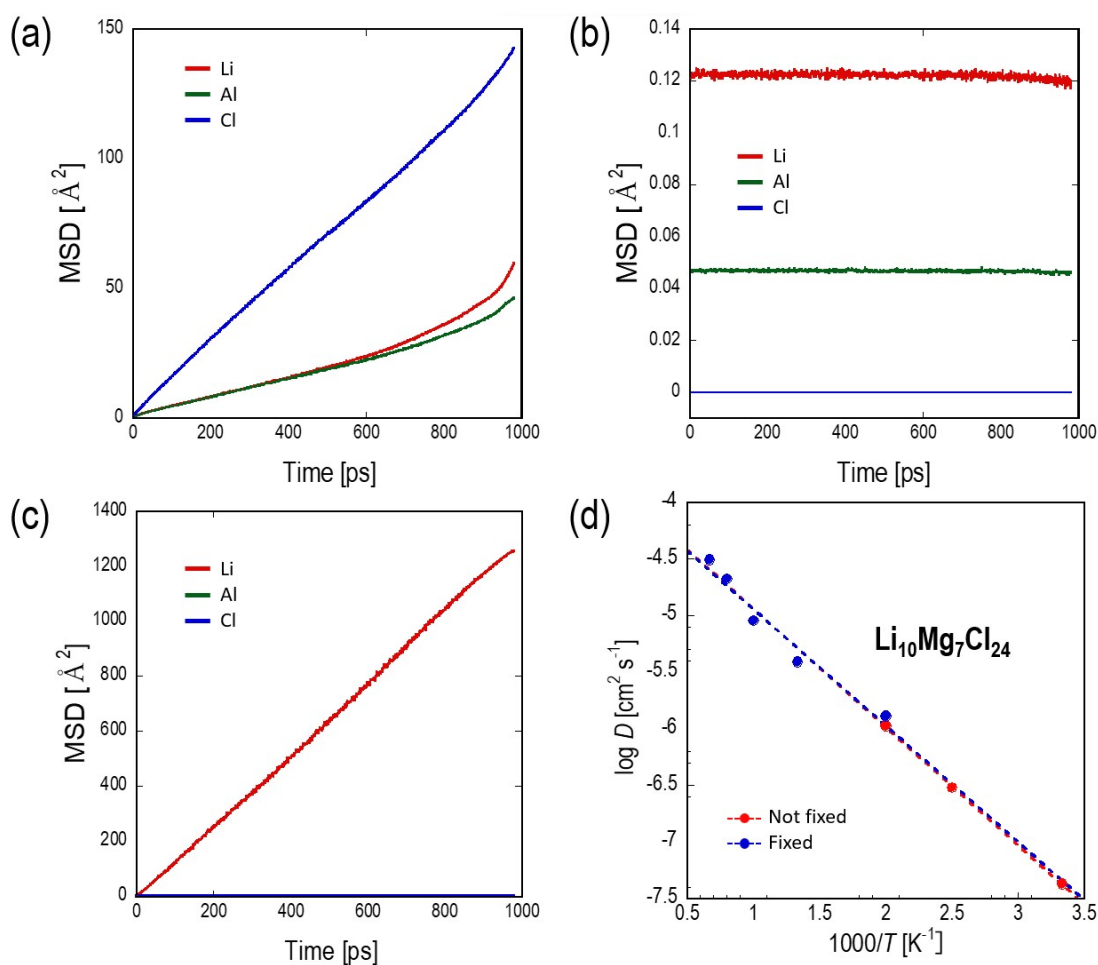 (a)
150
100
50
0
0 200 400 600 800 1000
MSD [Å²]
Time [ps]
Li
Al
Cl
(b)
0.14
0.12
0.1
0.08
0.06
0.04
0.02
0
0 200 400 600 800 1000
MSD [Å²]
Time [ps]
Li
Al
Cl
(c)
1400
1200
1000
800
600
400
200
0
0 200 400 600 800 1000
MSD [Å²]
Time [ps]
Li
Al
Cl
(d)
-4
-4.5
-5
-5.5
-6
-6.5
-7
-7.5
0.5 1 1.5 2 2.5 3 3.5
log D [cm² s⁻¹]
1000/T [K⁻¹]
Li₁₀Mg₇Cl₂₄
Not fixed
Fixed